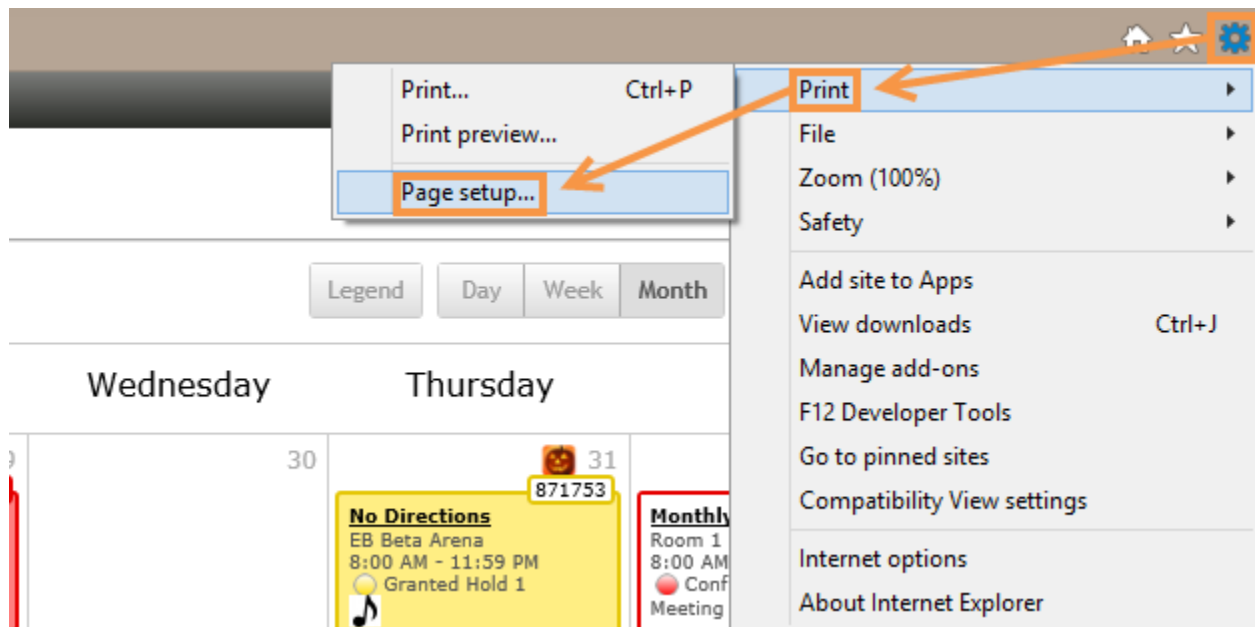 Print... Ctrl+P
Print preview...
Page setup...
Print
File
Zoom (100%)
Safety
Add site to Apps
View downloads Ctrl+J
Manage add-ons
F12 Developer Tools
Go to pinned sites
Compatibility View settings
Internet options
About Internet Explorer
Legend Day Week Month
Wednesday Thursday
30 31
871753
No Directions
EB Beta Arena
8:00 AM - 11:59 PM
Granted Hold 1
Monthly
Room 1
8:00 AM
Conf
Meeting